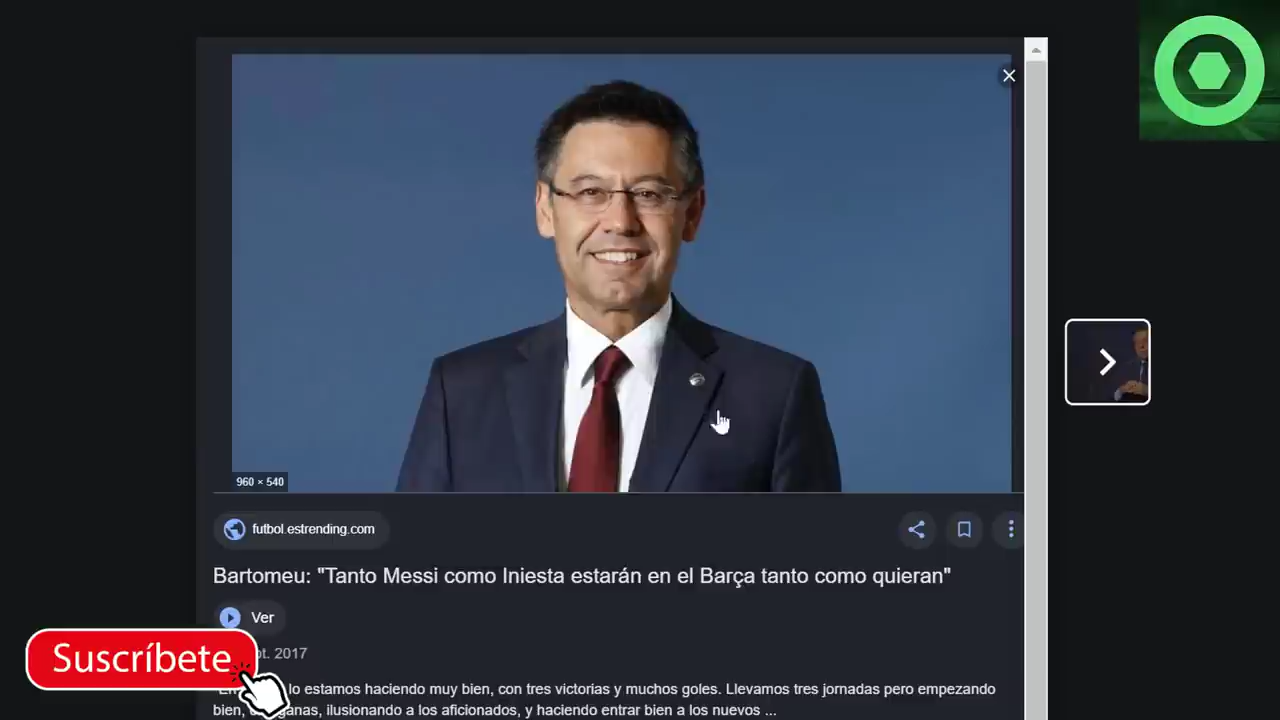 960 × 540
futbol.estrending.com
Bartomeu: "Tanto Messi como Iniesta estarán en el Barça tanto como quieran"
Ver
2017
Suscríbete
lo estamos haciendo muy bien, con tres victorias y muchos goles. Llevamos tres jornadas pero empezando
bien, ilusionando a los aficionados, y haciendo entrar bien a los nuevos ...